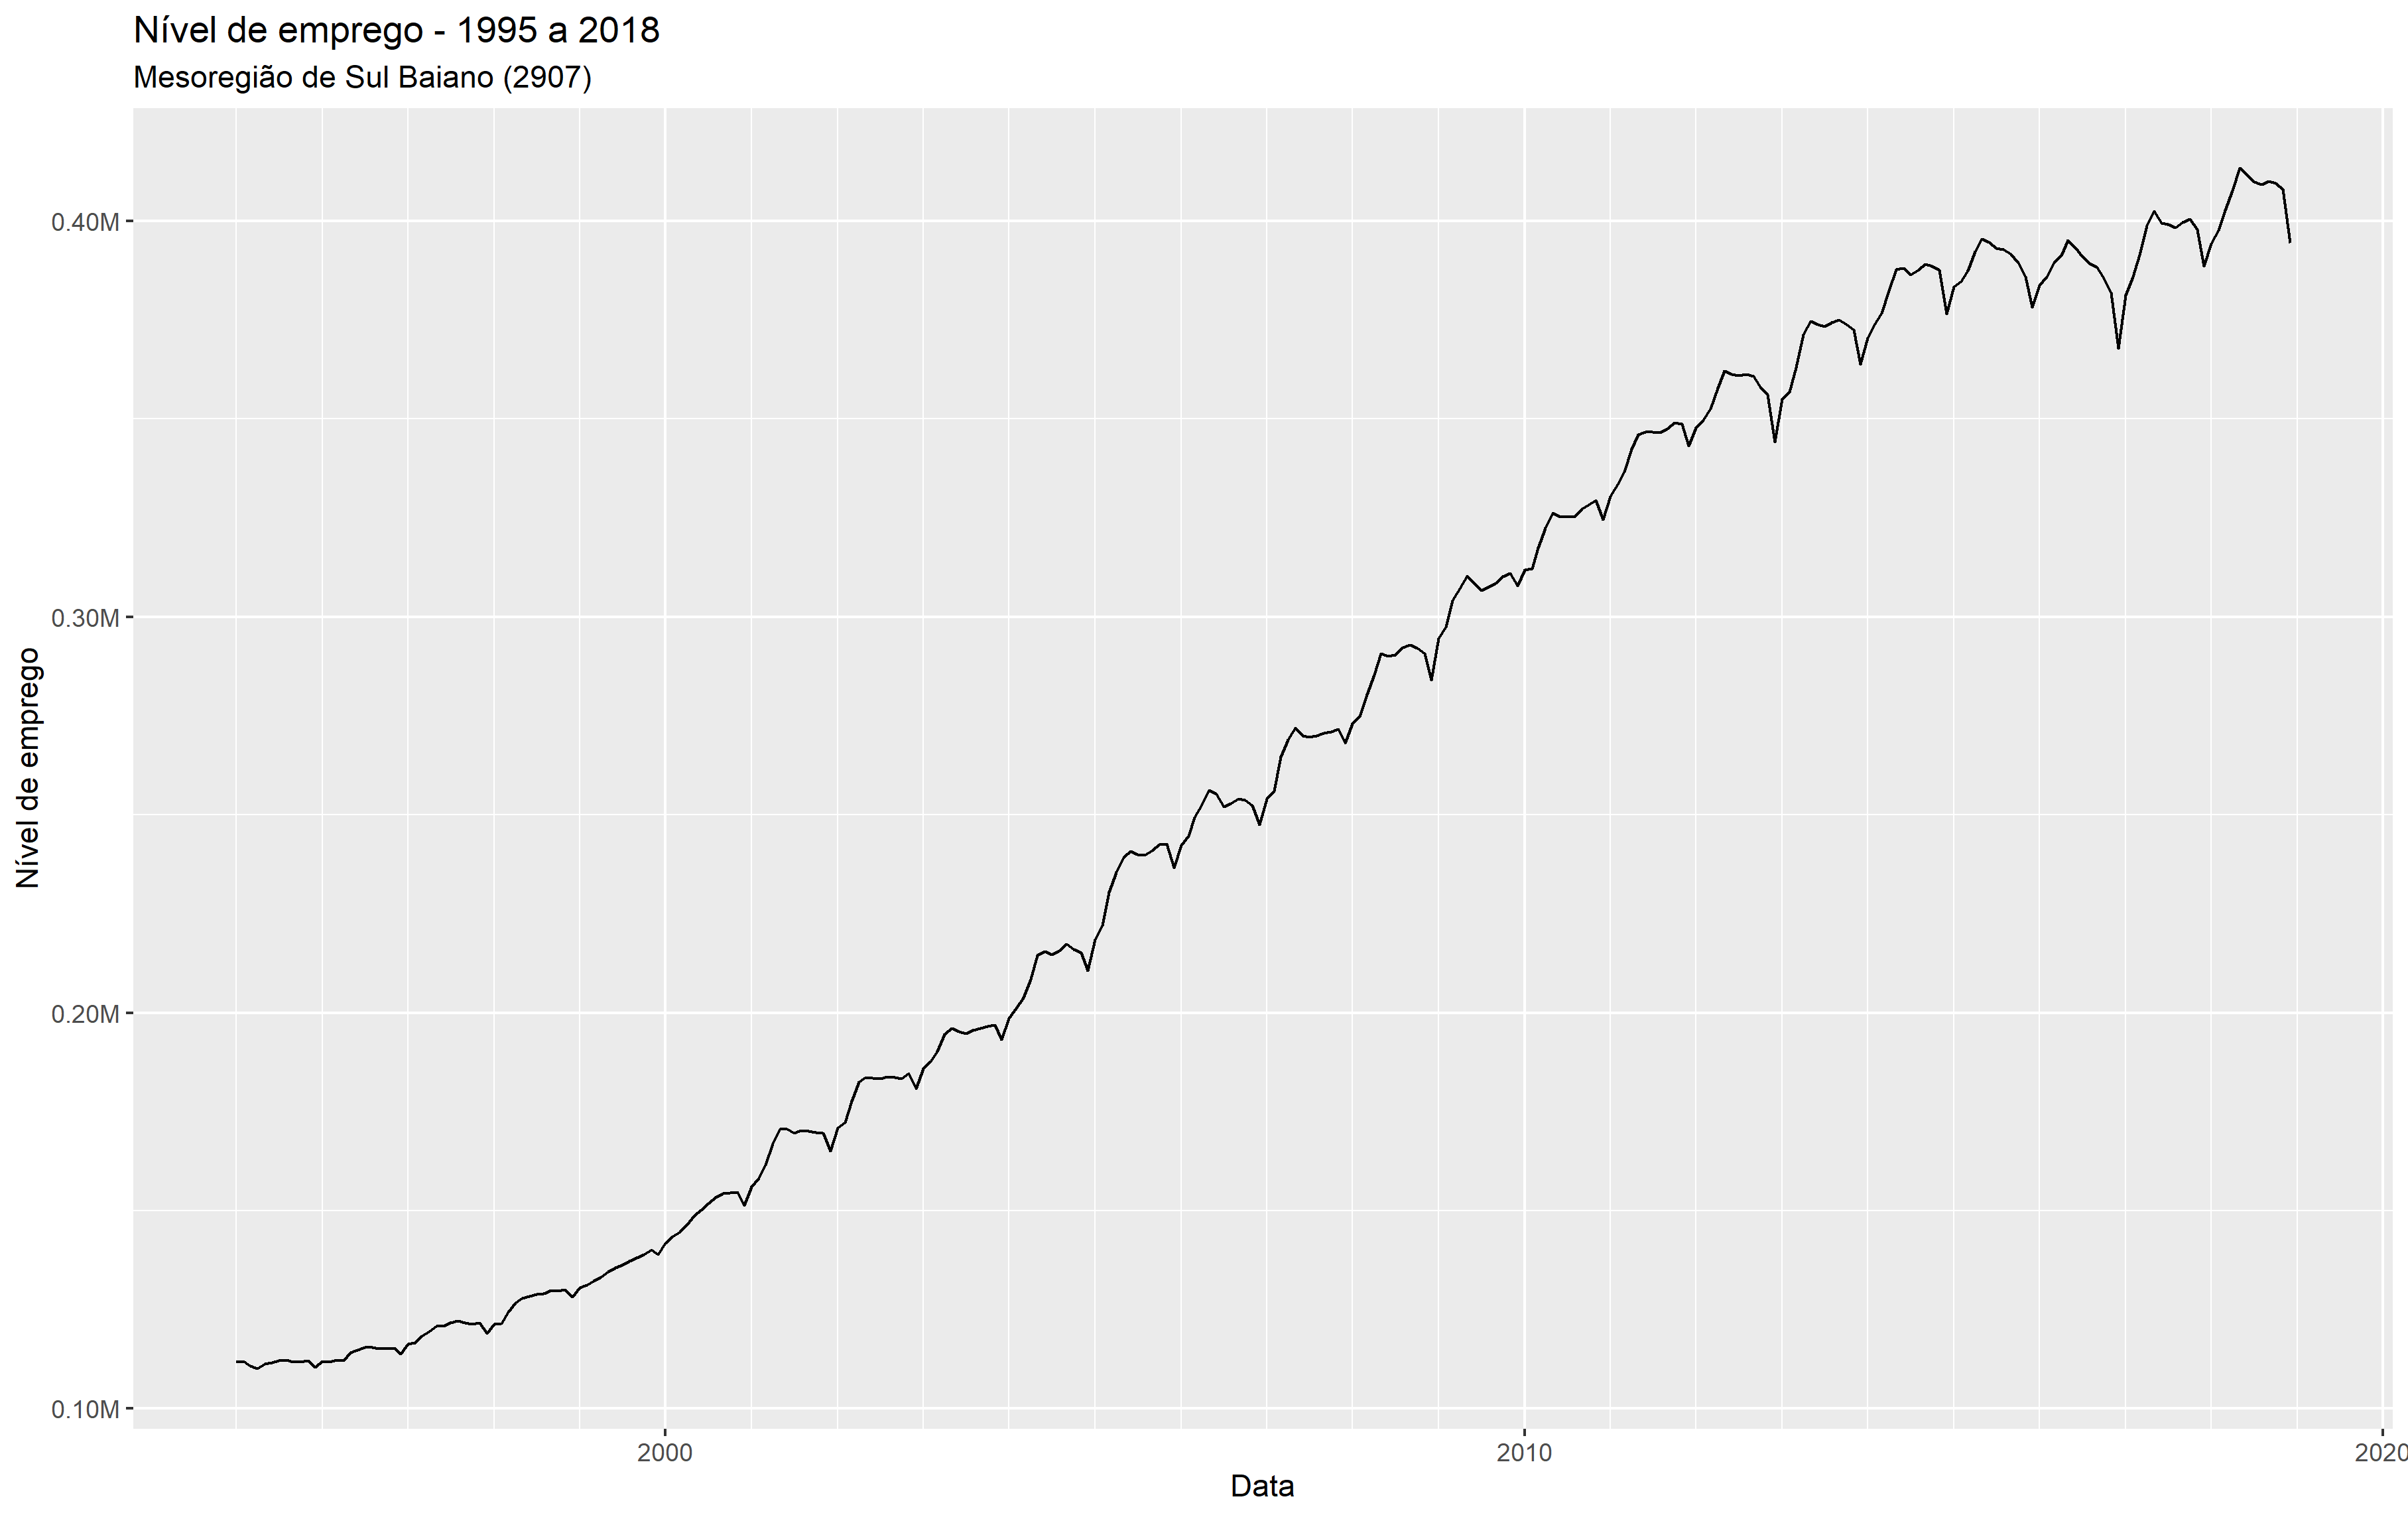 Nível de emprego - 1995 a 2018
Mesoregião de Sul Baiano (2907)
Nível de emprego
0.40M
0.30M
0.20M
0.10M
2000
2010
2020
Data